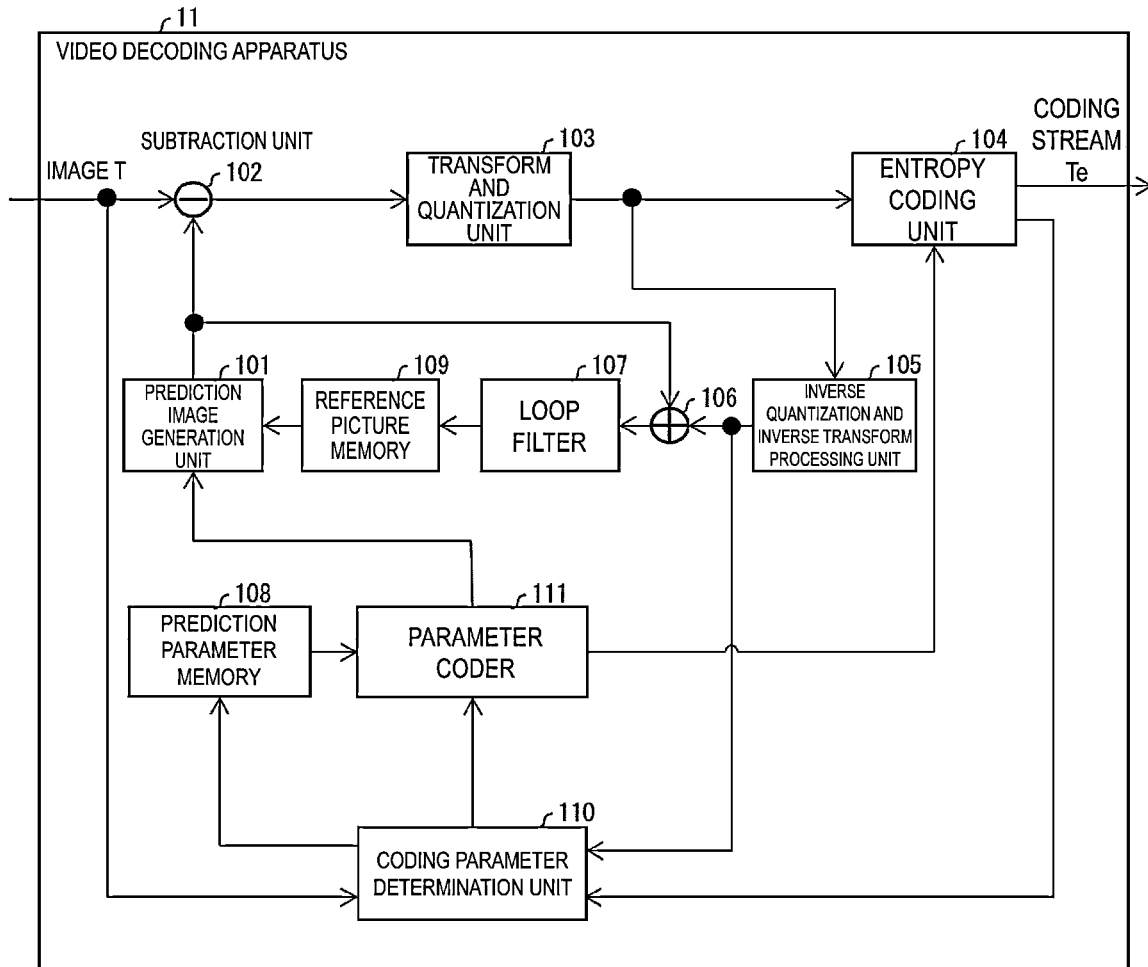 11
VIDEO DECODING APPARATUS
IMAGE T
SUBTRACTION UNIT
102
103
TRANSFORM
AND
QUANTIZATION
UNIT
104
ENTROPY
CODING
UNIT
CODING
STREAM
Te
101
PREDICTION
IMAGE
GENERATION
UNIT
109
REFERENCE
PICTURE
MEMORY
107
LOOP
FILTER
106
105
INVERSE
QUANTIZATION AND
INVERSE TRANSFORM
PROCESSING UNIT
108
PREDICTION
PARAMETER
MEMORY
111
PARAMETER
CODER
110
CODING PARAMETER
DETERMINATION UNIT